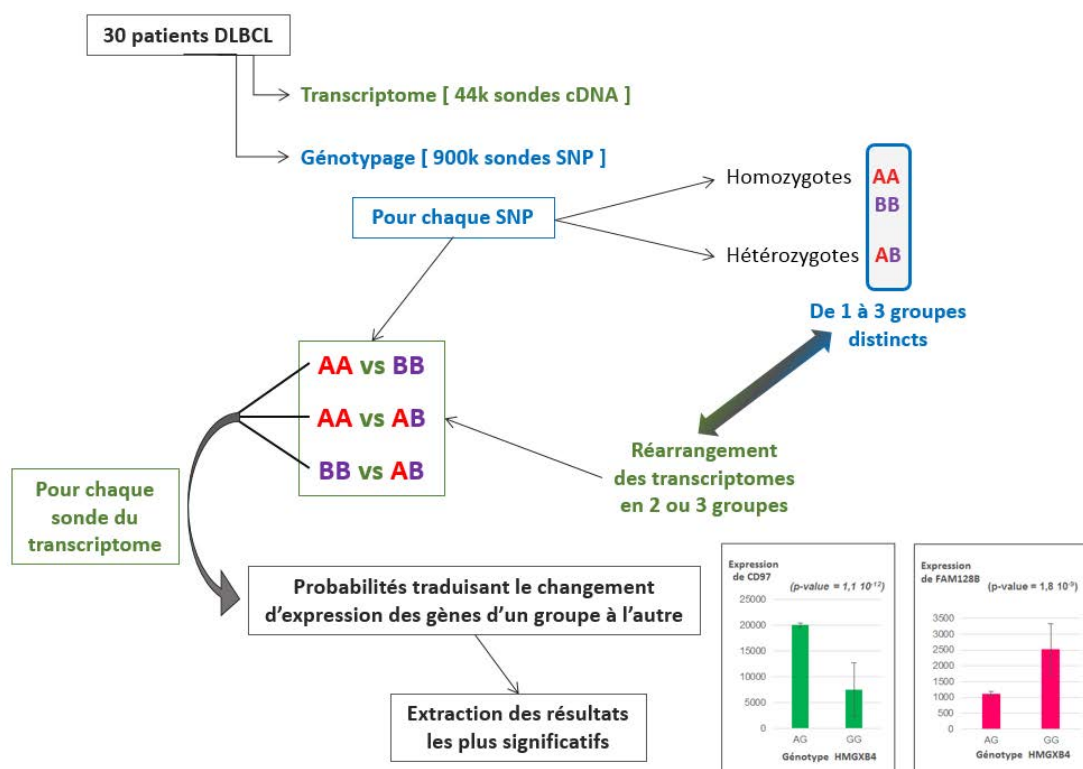 30 patients DLBCL
Transcriptome [ 44k sondes cDNA ]
Génotypage [ 900k sondes SNP ]
Pour chaque SNP
Homozygotes AA
BB
Hétérozygotes AB
De 1 à 3 groupes
distincts
AA vs BB
AA vs AB
BB vs AB
Réarrangement
des transcriptomes
en 2 ou 3 groupes
Pour chaque
sonde du
transcriptome
Probabilités traduisant le changement
d'expression des gènes d'un groupe à l'autre
Extraction des résultats
les plus significatifs
Expression
de CD97
(p-value = 1,1 10⁻¹²)
25000
20000
15000
10000
5000
0
AG GG
Génotype HMGXB4
Expression
de FAM128B
(p-value = 1,8 10⁻⁹)
3500
3000
2500
2000
1500
1000
500
0
AG GG
Génotype HMGXB4